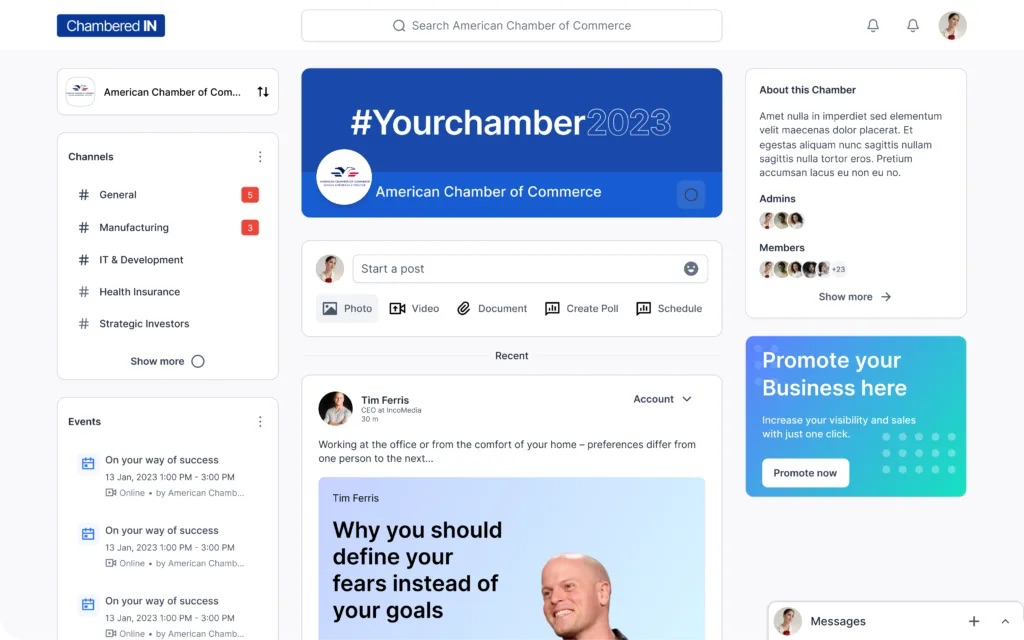 Chambered IN
Search American Chamber of Commerce
American Chamber of Com...
Channels
# General 5
# Manufacturing 3
# IT & Development
# Health Insurance
# Strategic Investors
Show more
Events
On your way of success
13 Jan, 2023 1:00 PM - 3:00 PM
Online • by American Chamb...
On your way of success
13 Jan, 2023 1:00 PM - 3:00 PM
Online • by American Chamb...
On your way of success
13 Jan, 2023 1:00 PM - 3:00 PM
Online • by American Chamb...
#Yourchamber2023
American Chamber of Commerce
Start a post
Photo
Video
Document
Create Poll
Schedule
Recent
Tim Ferris
CEO at IncoMedia
30 m
Account
Working at the office or from the comfort of your home – preferences differ from
one person to the next...
Tim Ferris
Why you should
define your
fears instead of
your goals
About this Chamber
Amet nulla in imperdiet sed elementum
velit maecenas dolor placerat. Et
egestas aliquam nunc sagittis nullam
sagittis nulla tortor eros. Pretium
accumsan lacus eu non eu no.
Admins
Members
+23
Show more
Promote your
Business here
Increase your visibility and sales
with just one click.
Promote now
Messages